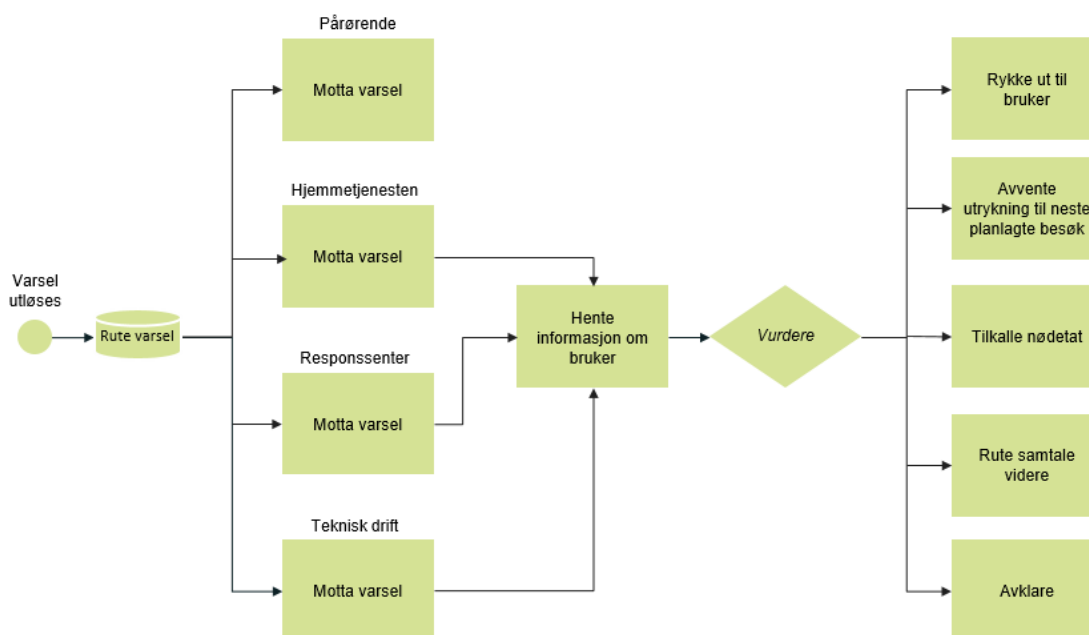 Varsel
utløses
Rute varsel
Pårørende
Motta varsel
Hjemmetjenesten
Motta varsel
Responssenter
Motta varsel
Teknisk drift
Motta varsel
Hente
informasjon om
bruker
Vurdere
Rykke ut til
bruker
Avvente
utrykning til neste
planlagte besøk
Tilkalle nødetat
Rute samtale
videre
Avklare